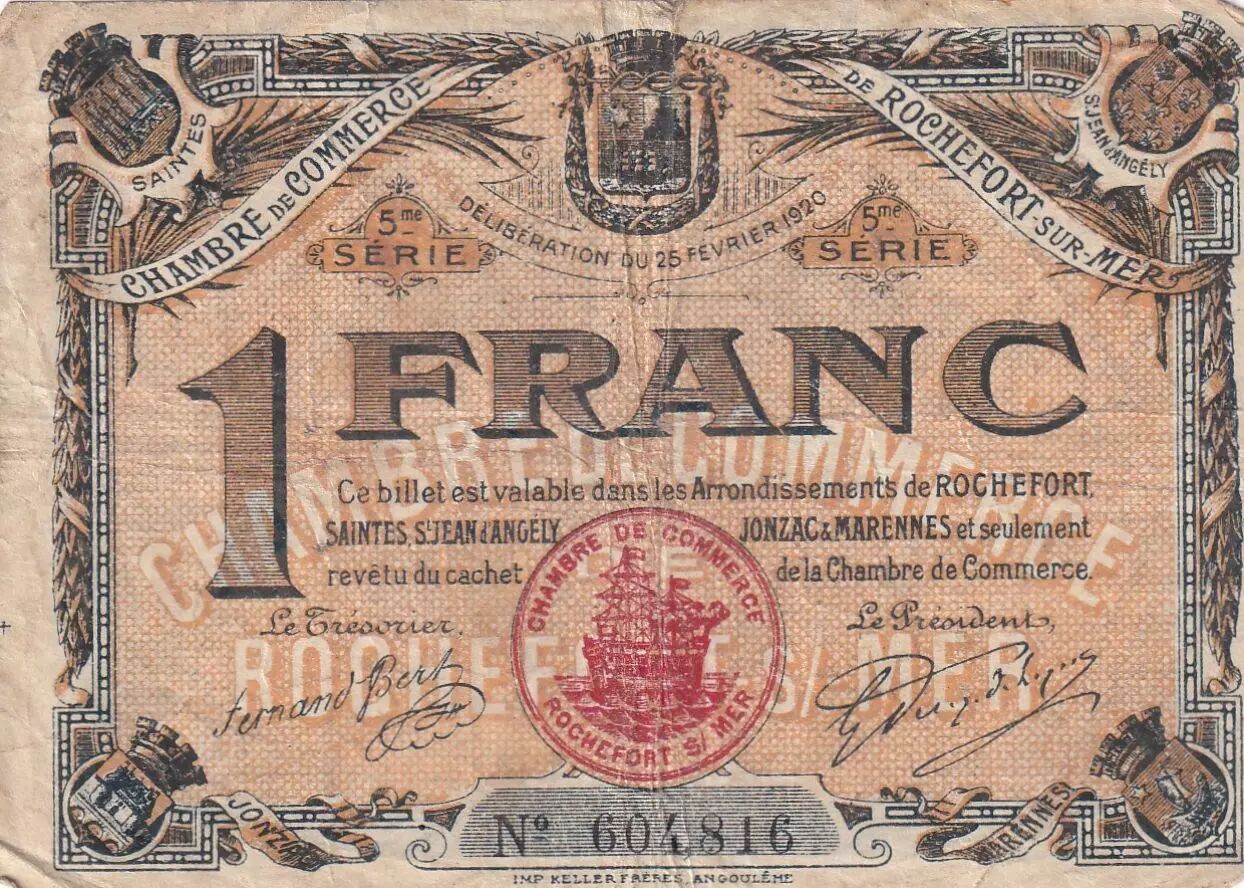 CHAMBRE DE COMMERCE
DE ROCHEFORT-SUR-MER
SAINTES
St JEAN d'ANGÉLY
5me SÉRIE
DÉLIBÉRATION DU 25 FÉVRIER 1920
5me SÉRIE
1 FRANC
CHAMBRE DE COMMERCE
DE
ROCHEFORT S/ MER
Ce billet est valable dans les Arrondissements de ROCHEFORT,
SAINTES, St JEAN d'ANGÉLY JONZAC & MARENNES et seulement
revêtu du cachet de la Chambre de Commerce.
Le Trésorier, Le Président,
Fernand Bert
CHAMBRE DE COMMERCE
ROCHEFORT S/ MER
JONZAC
MARENNES
No 604816
IMP KELLER FRÈRES, ANGOULÊME